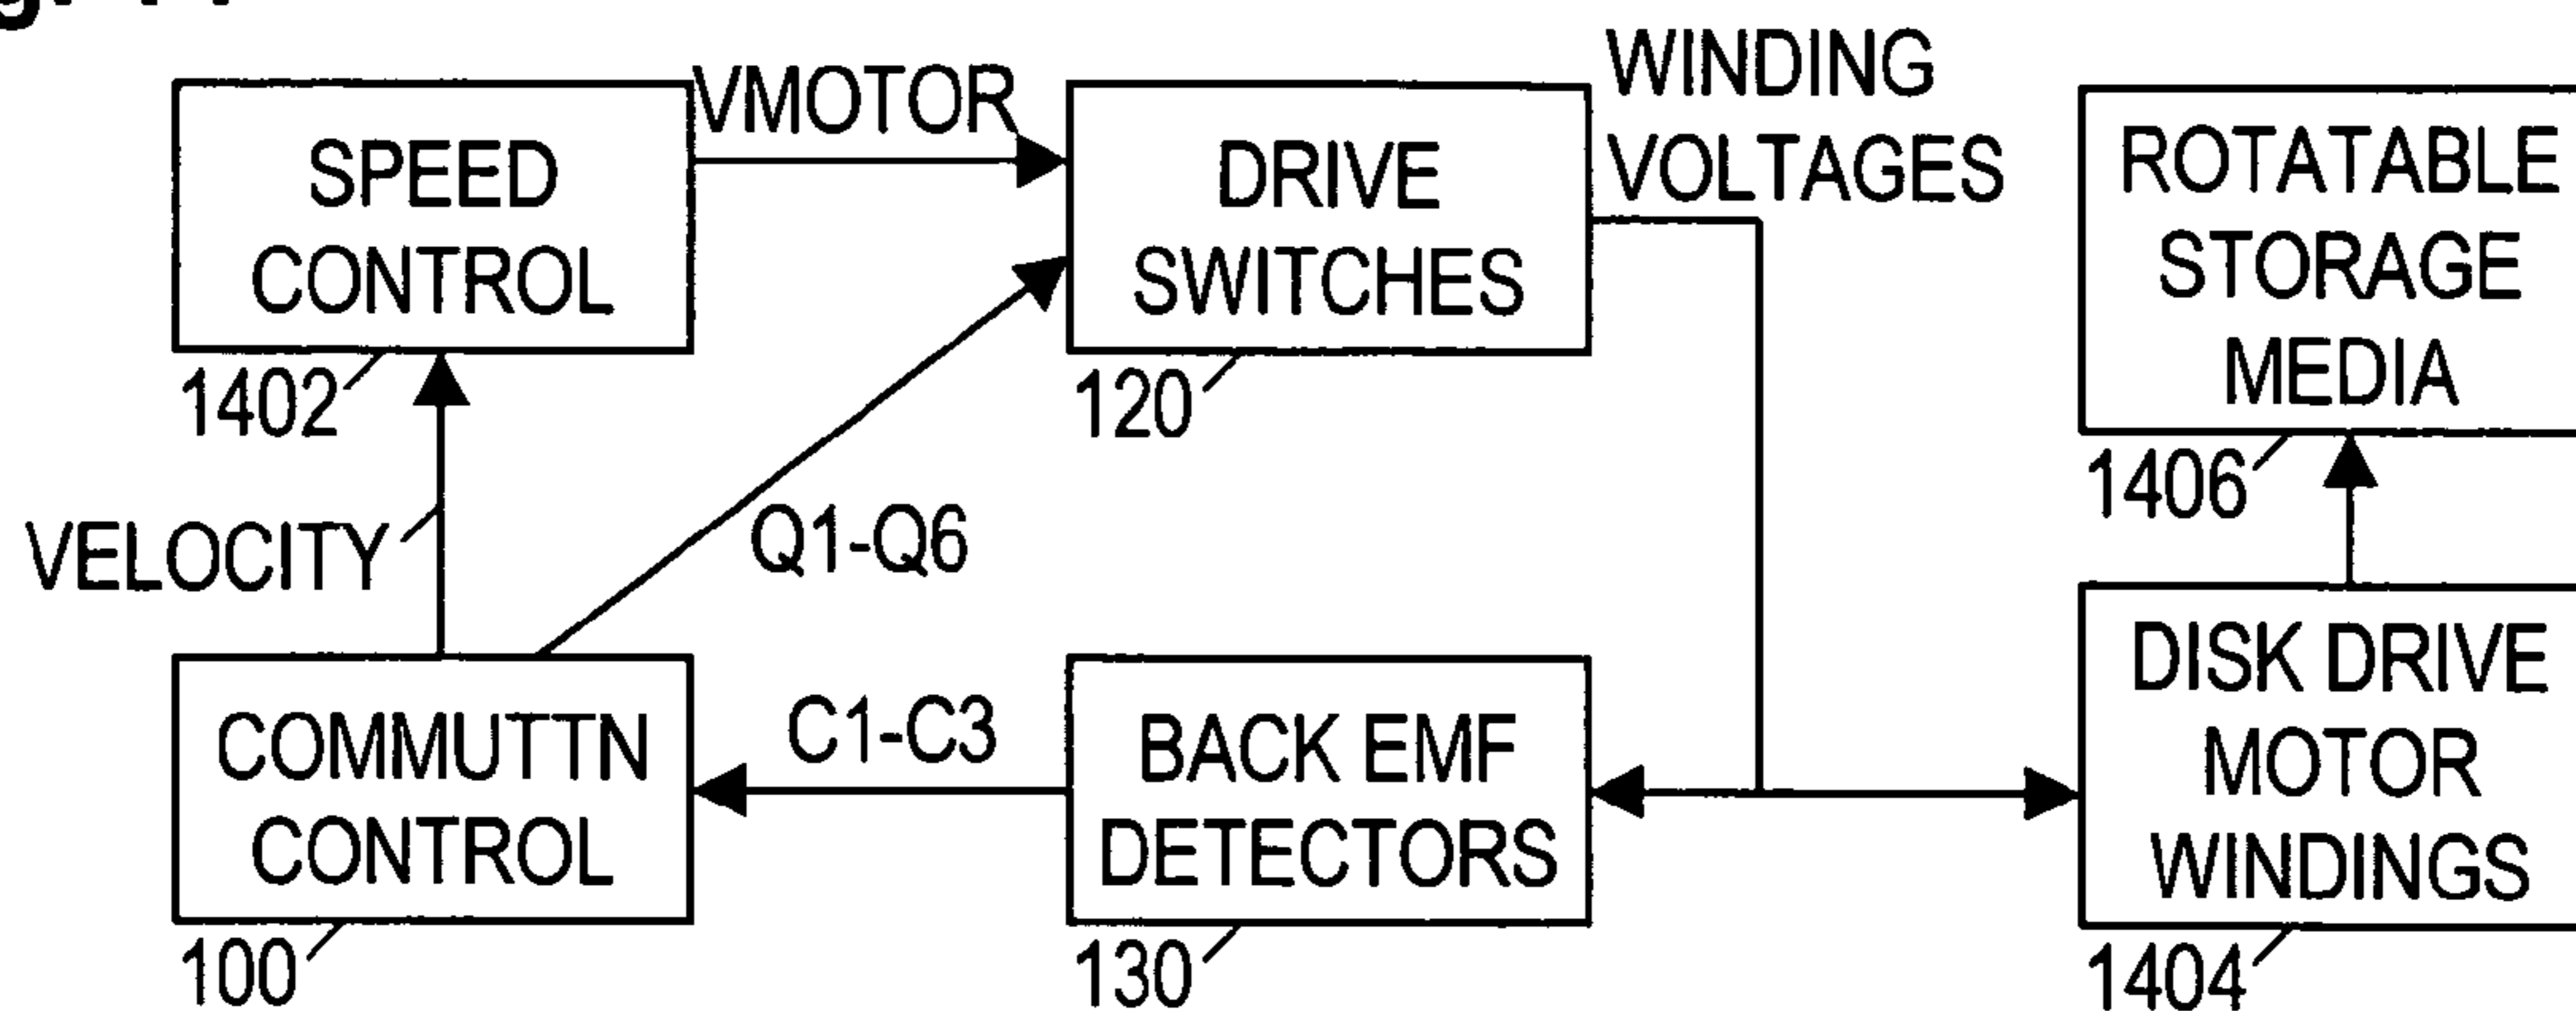 VMOTOR
WINDING
VOLTAGES
SPEED
CONTROL
1402
DRIVE
SWITCHES
120
ROTATABLE
STORAGE
MEDIA
1406
VELOCITY
Q1-Q6
COMMUTTN
CONTROL
100
C1-C3
BACK EMF
DETECTORS
130
DISK DRIVE
MOTOR
WINDINGS
1404